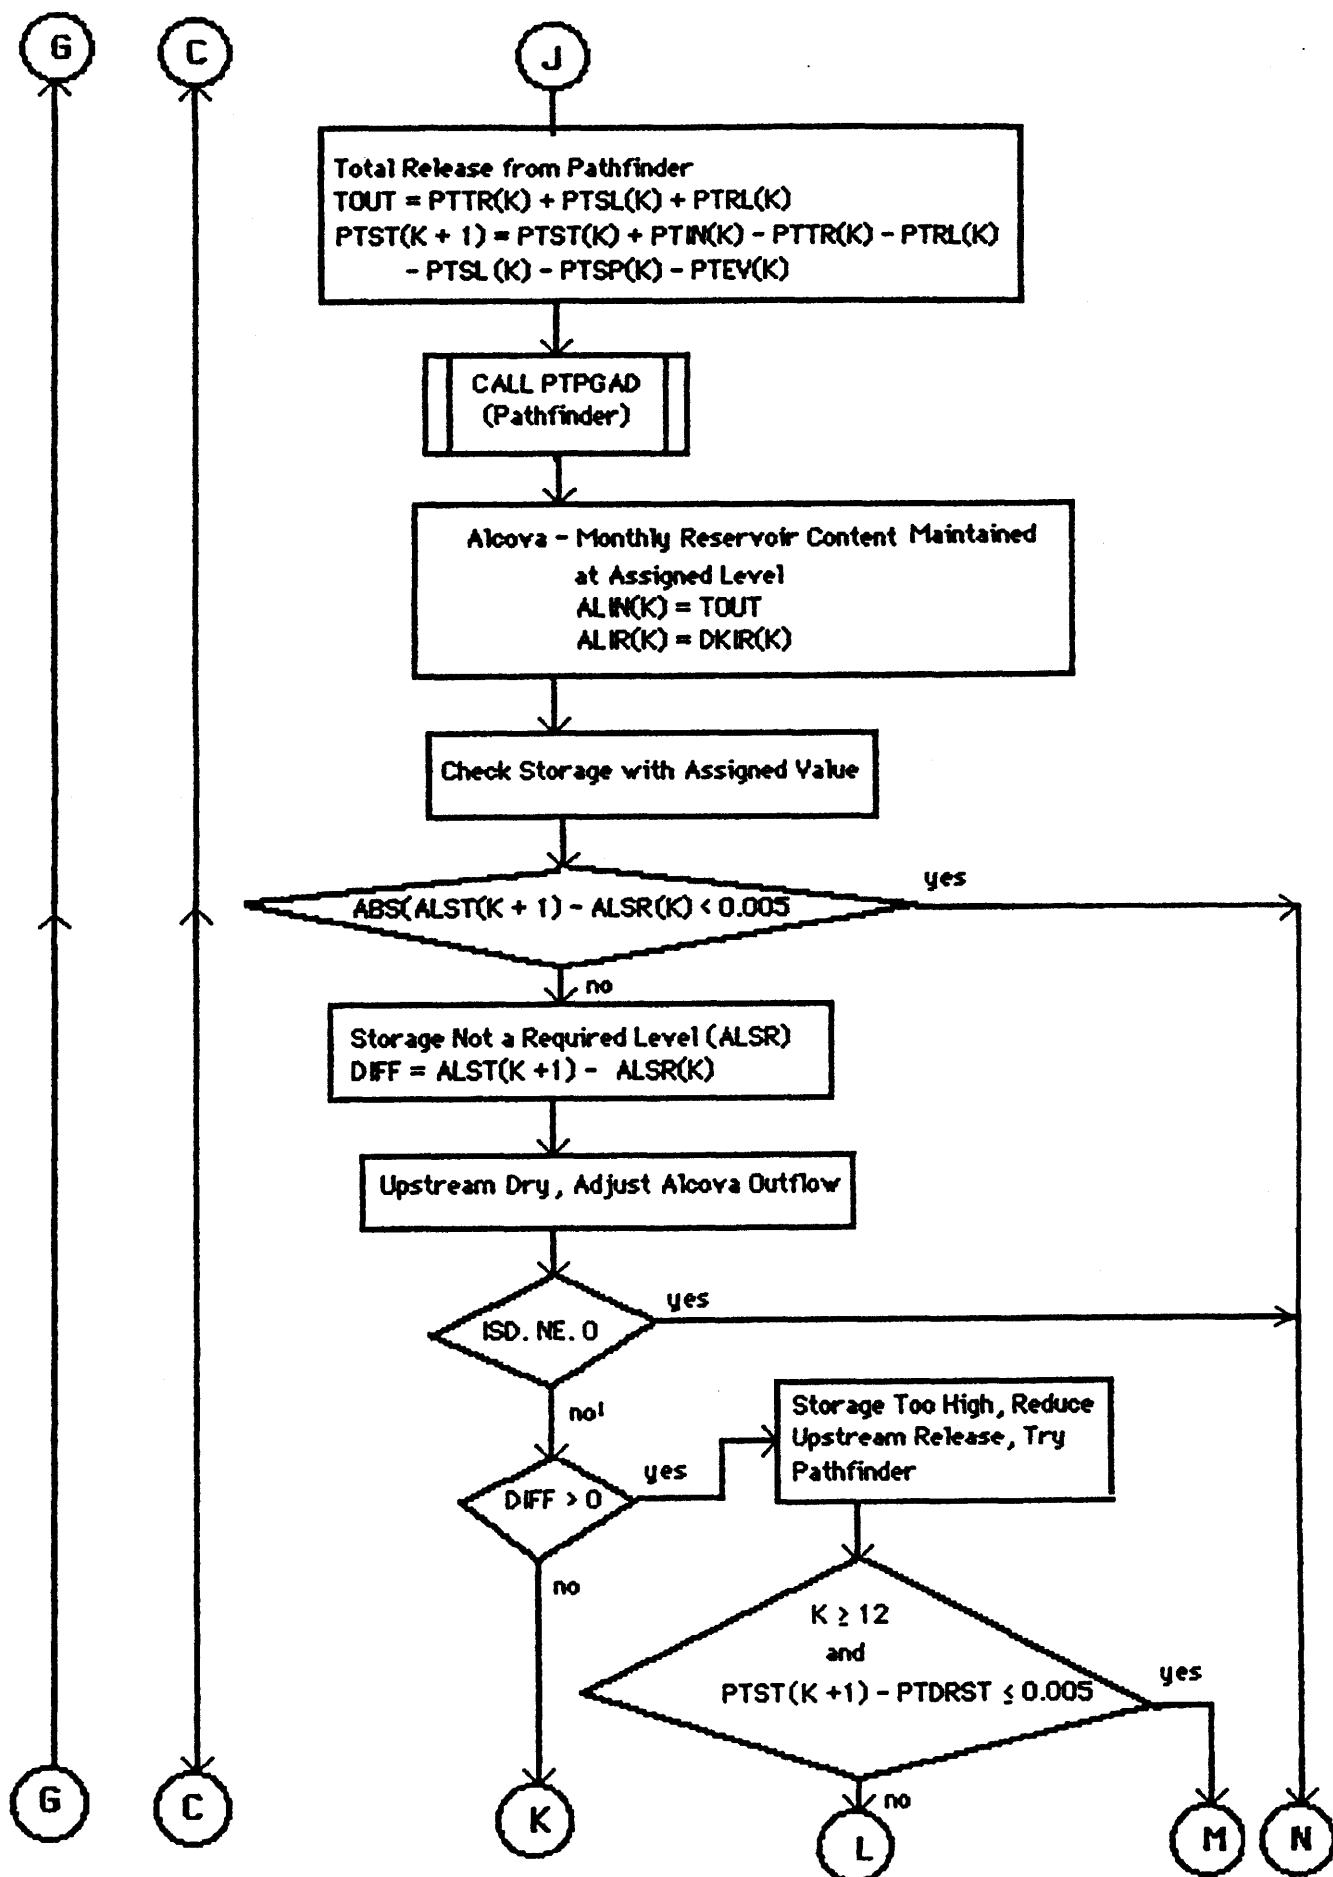 G
C
J
Total Release from Pathfinder
TOUT = PTTR(K) + PTSL(K) + PTRL(K)
PTST(K + 1) = PTST(K) + PTIN(K) - PTTR(K) - PTRL(K)
- PTSL(K) - PTSP(K) - PTEV(K)
CALL PTPGAD
(Pathfinder)
Alcova - Monthly Reservoir Content Maintained
at Assigned Level
ALIN(K) = TOUT
ALIR(K) = DKIR(K)
Check Storage with Assigned Value
ABS(ALST(K + 1) - ALSR(K) < 0.005
yes
no
Storage Not a Required Level (ALSR)
DIFF = ALST(K +1) - ALSR(K)
Upstream Dry, Adjust Alcova Outflow
ISD. NE. 0
yes
no
DIFF > 0
yes
no
Storage Too High, Reduce
Upstream Release, Try
Pathfinder
K ≥ 12
and
PTST(K +1) - PTDRST ≤ 0.005
yes
no
G
C
K
L
M
N